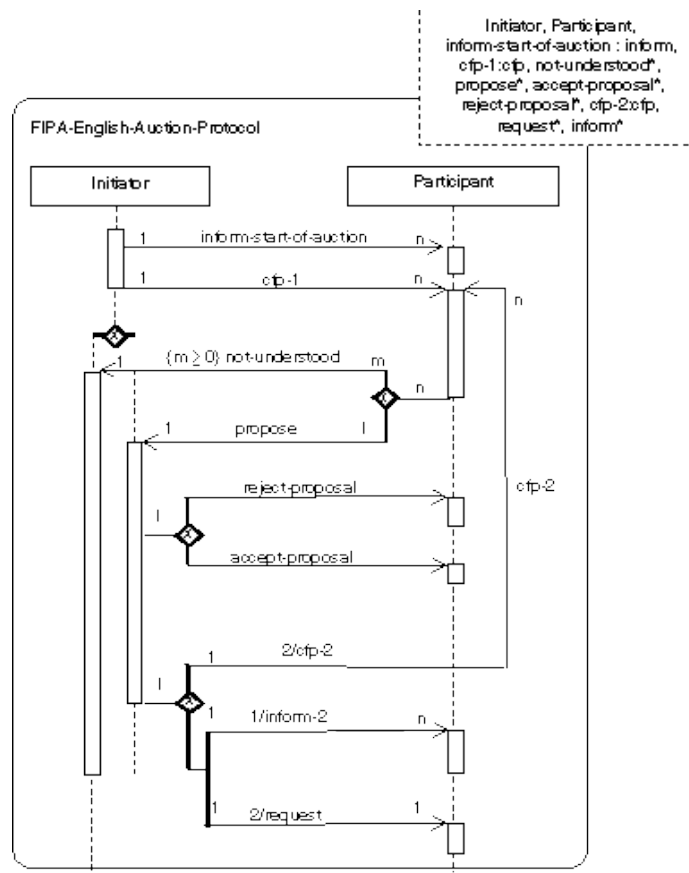 Initiator, Participant,
inform-start-of-auction : inform,
cfp-1:cfp, not-understood*,
propose*, accept-proposal*,
reject-proposal*, cfp-2:cfp,
request*, inform*
FIPA-English-Auction-Protocol
Initiator
Participant
1 inform-start-of-auction n
1 cfp-1 n
n
x
1 {m ≥ 0} not-understood m
n
1 propose l
cfp-2
reject-proposal
l
x
accept-proposal
1 2/cfp-2
l
x
1 1/inform-2 n
1 2/request 1